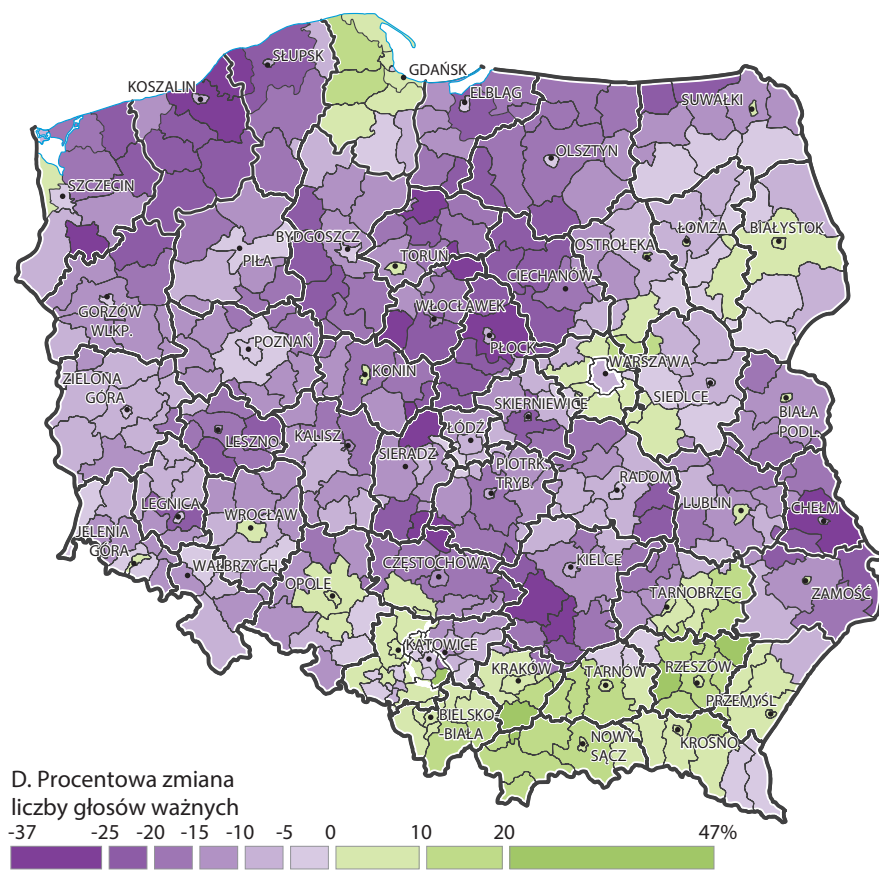 SŁUPSK
GDAŃSK
KOSZALIN
ELBLĄG
SUWAŁKI
OLSZTYN
SZCZECIN
BYDGOSZCZ
PIŁA
TORUŃ
OSTROŁĘKA
ŁOMŻA
BIAŁYSTOK
CIECHANÓW
GORZÓW
WLKP.
WŁOCŁAWEK
PŁOCK
POZNAŃ
KONIN
WARSZAWA
ZIELONA
GÓRA
SKIERNIEWICE
SIEDLCE
BIAŁA
PODL.
LESZNO
KALISZ
ŁÓDŹ
SIERADZ
PIOTRK.
TRYB.
RADOM
LUBLIN
CHEŁM
LEGNICA
WROCŁAW
JELENIA
GÓRA
WAŁBRZYCH
OPOLE
CZĘSTOCHOWA
KIELCE
TARNOBRZEG
ZAMOŚĆ
KATOWICE
KRAKÓW
TARNÓW
RZESZÓW
PRZEMYŚL
BIELSKO-
BIAŁA
NOWY
SĄCZ
KROSNO
D. Procentowa zmiana
liczby głosów ważnych
-37 -25 -20 -15 -10 -5 0 10 20 47%